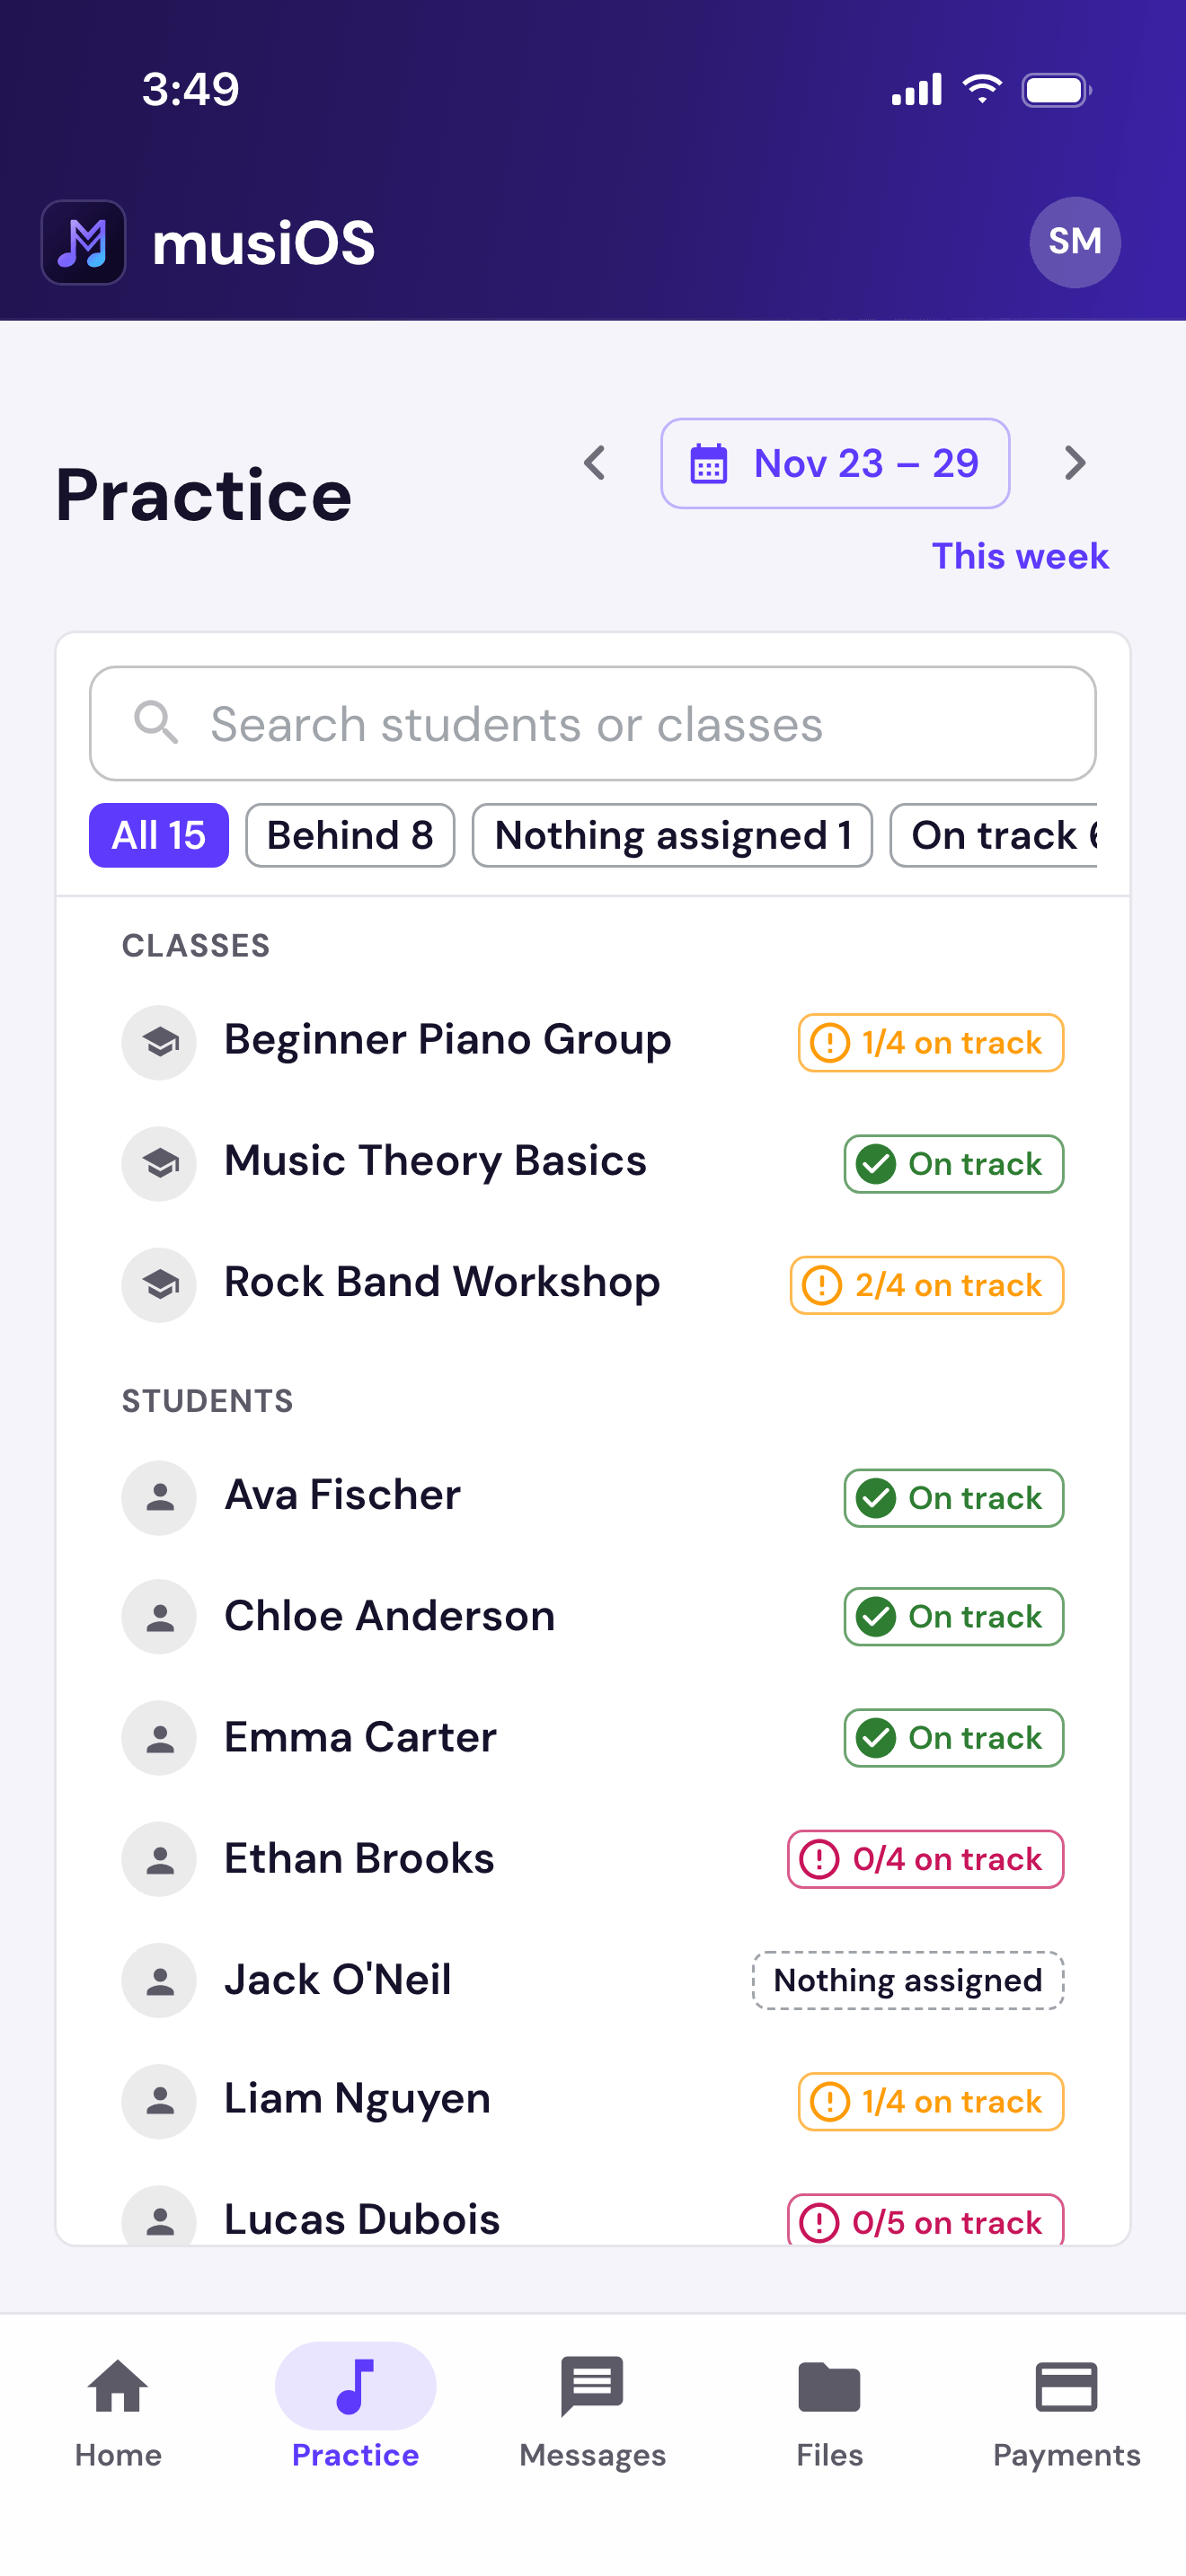 3:49
musiOS
SM
Practice
Nov 23 – 29
This week
Search students or classes
All 15
Behind 8
Nothing assigned 1
On track
CLASSES
Beginner Piano Group
1/4 on track
Music Theory Basics
On track
Rock Band Workshop
2/4 on track
STUDENTS
Ava Fischer
On track
Chloe Anderson
On track
Emma Carter
On track
Ethan Brooks
0/4 on track
Jack O'Neil
Nothing assigned
Liam Nguyen
1/4 on track
Lucas Dubois
0/5 on track
Home
Practice
Messages
Files
Payments